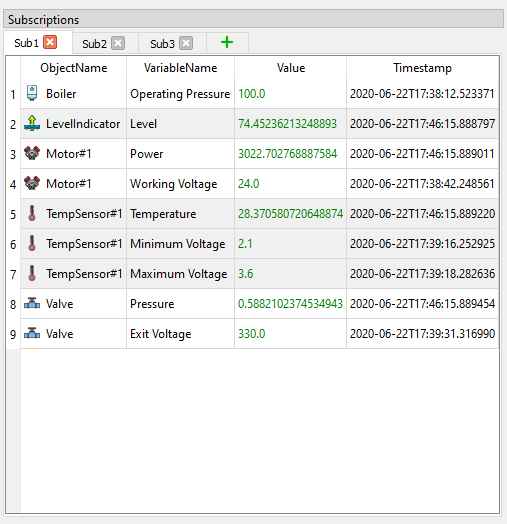 Subscriptions
Sub1 Sub2 Sub3
ObjectName VariableName Value Timestamp
1 Boiler Operating Pressure 100.0 2020-06-22T17:38:12.523371
2 LevelIndicator Level 74.45236213248893 2020-06-22T17:46:15.888797
3 Motor#1 Power 3022.702768887584 2020-06-22T17:46:15.889011
4 Motor#1 Working Voltage 24.0 2020-06-22T17:38:42.248561
5 TempSensor#1 Temperature 28.370580720648874 2020-06-22T17:46:15.889220
6 TempSensor#1 Minimum Voltage 2.1 2020-06-22T17:39:16.252925
7 TempSensor#1 Maximum Voltage 3.6 2020-06-22T17:39:18.282636
8 Valve Pressure 0.5882102374534943 2020-06-22T17:46:15.889454
9 Valve Exit Voltage 330.0 2020-06-22T17:39:31.316990